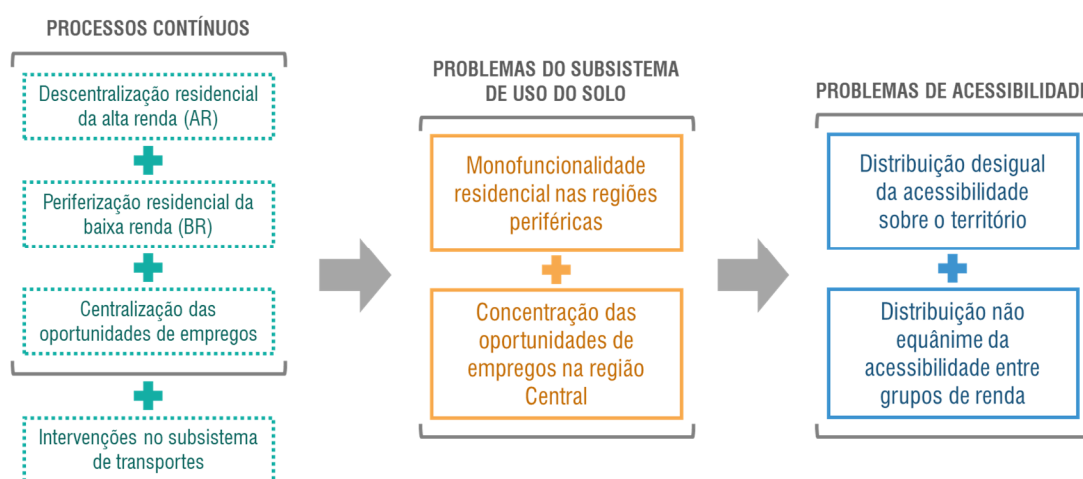 PROCESSOS CONTÍNUOS
Descentralização residencial
da alta renda (AR)
Periferização residencial da
baixa renda (BR)
Centralização das
oportunidades de empregos
Intervenções no subsistema
de transportes
PROBLEMAS DO SUBSISTEMA
DE USO DO SOLO
Monofuncionalidade
residencial nas regiões
periféricas
Concentração das
oportunidades de
empregos na região
Central
PROBLEMAS DE ACESSIBILIDADE
Distribuição desigual
da acessibilidade
sobre o território
Distribuição não
equânime da
acessibilidade entre
grupos de renda